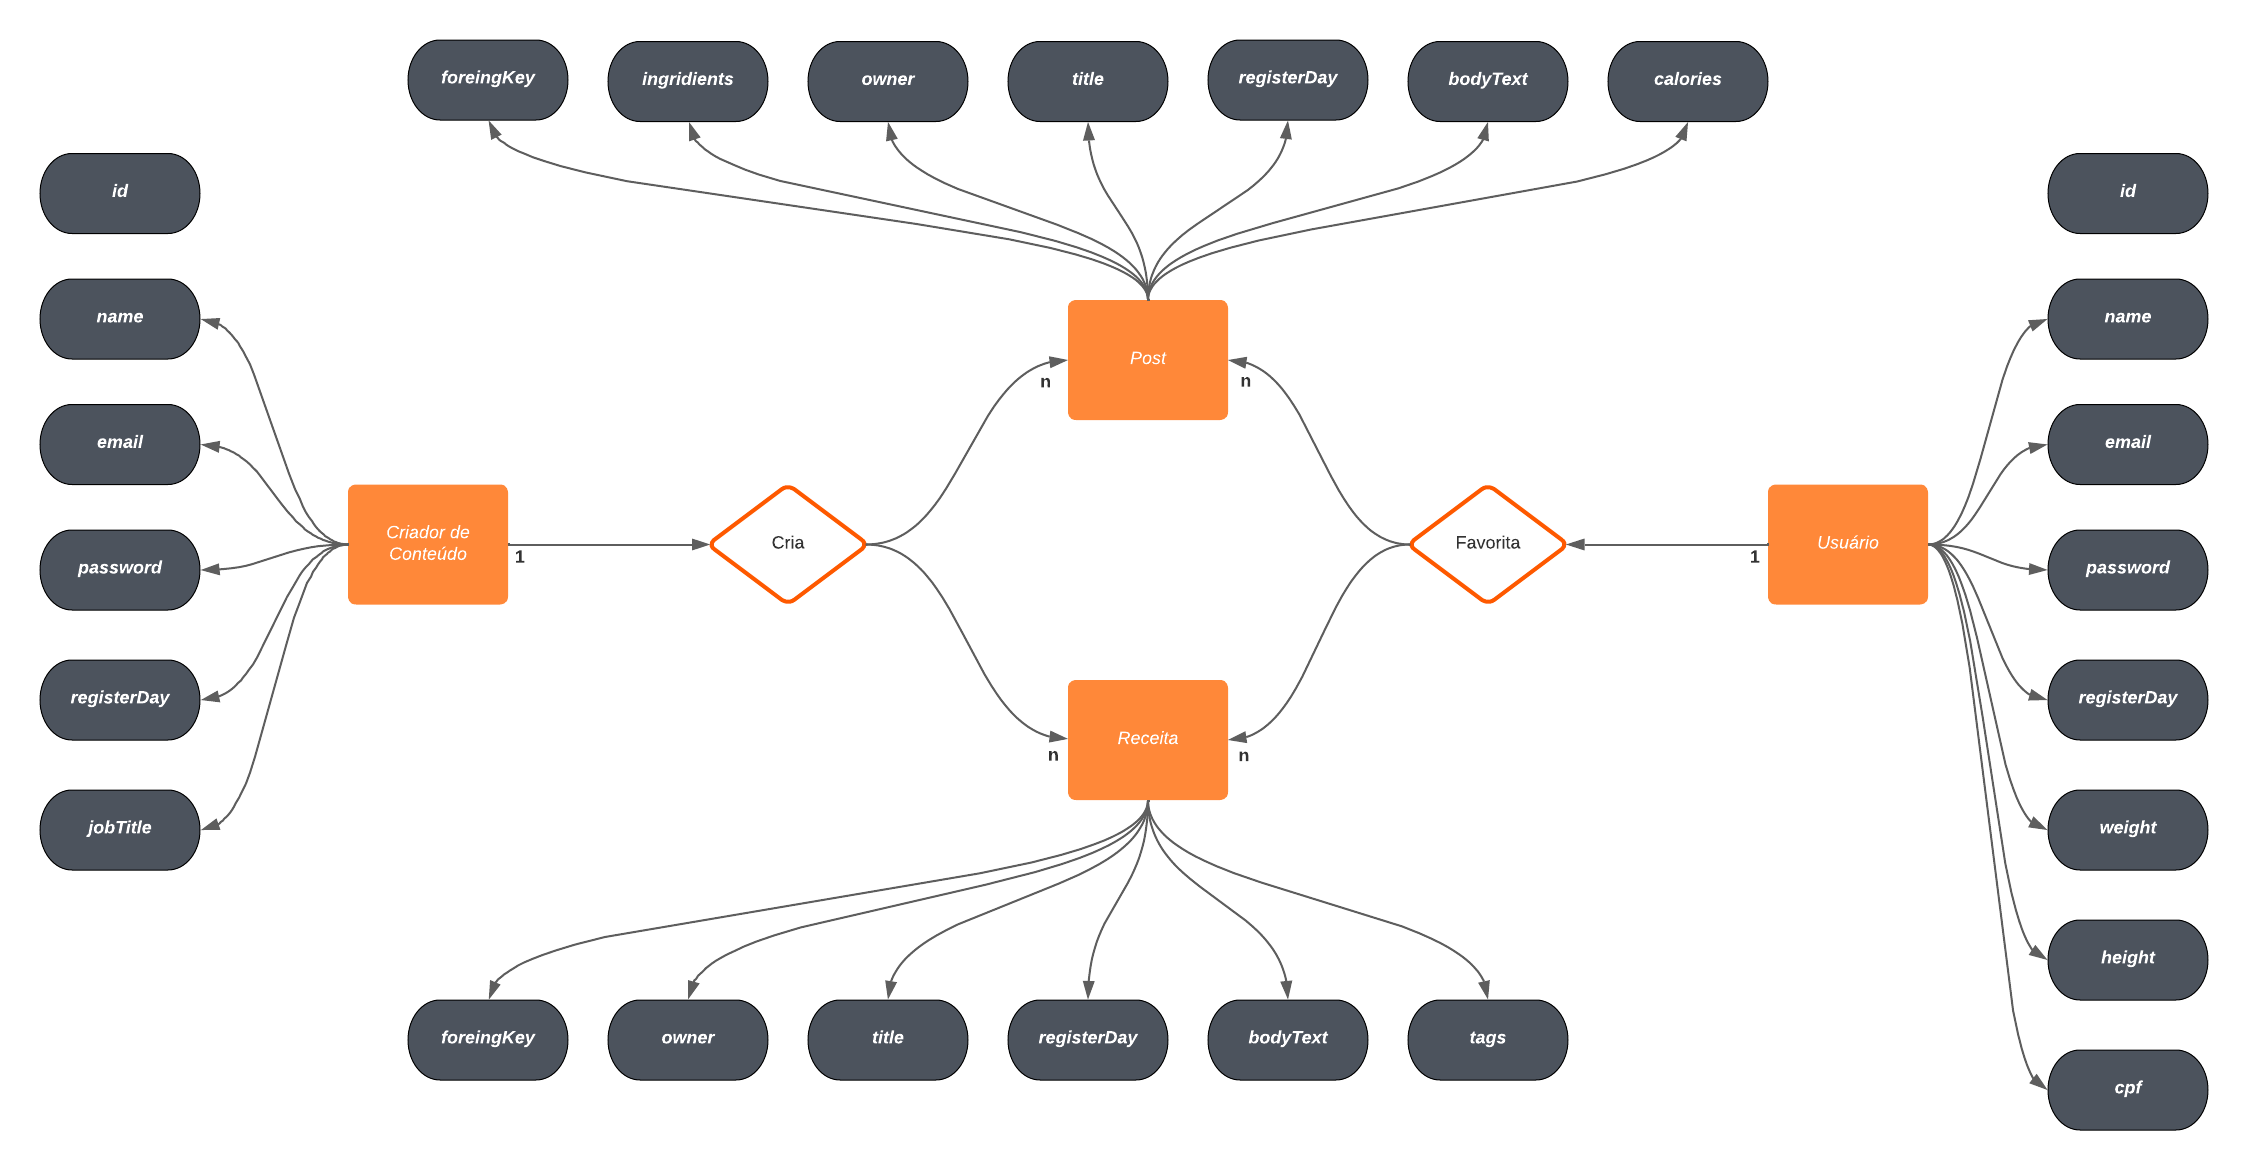 foreingKey
ingridients
owner
title
registerDay
bodyText
calories
id
id
name
name
Post
n
n
email
email
Criador de
Conteúdo
1
Cria
Favorita
1
Usuário
password
password
registerDay
registerDay
Receita
n
n
jobTitle
weight
height
foreingKey
owner
title
registerDay
bodyText
tags
cpf